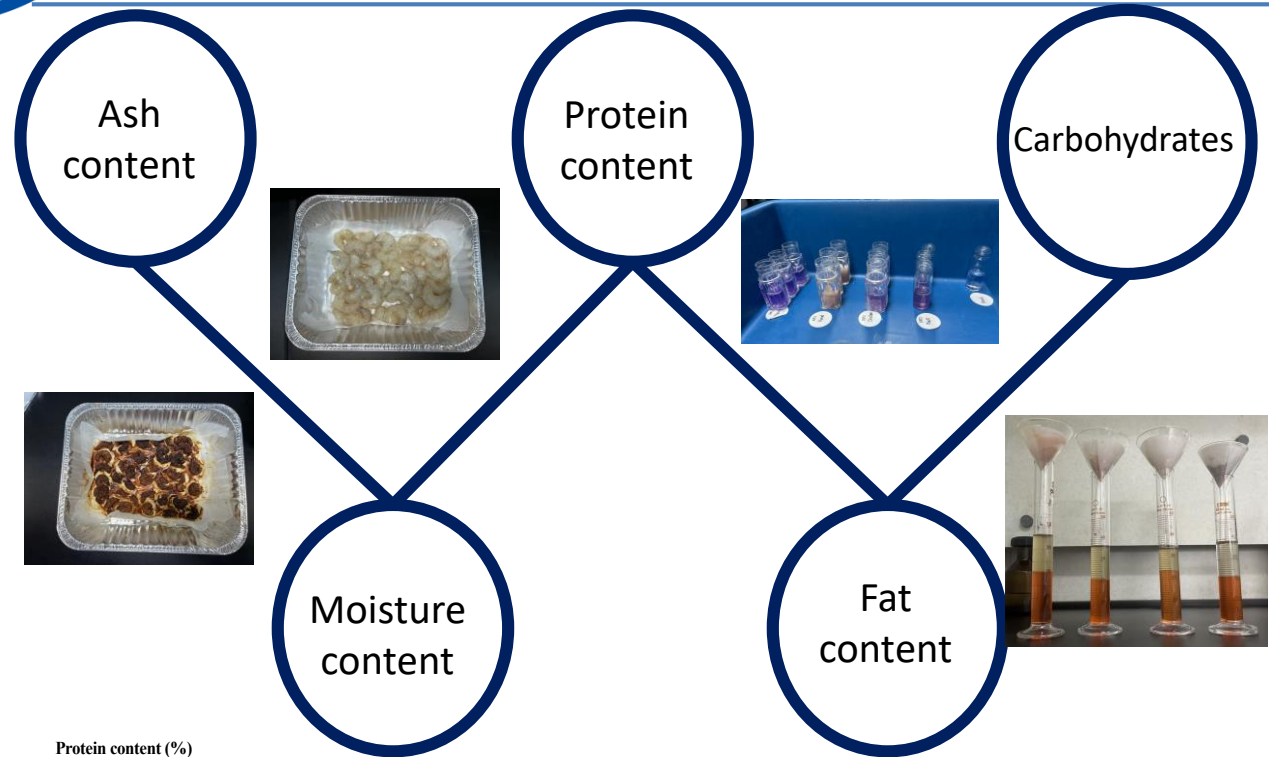 Ash
content
Protein
content
Carbohydrates
Moisture
content
Fat
content
Protein content (%)